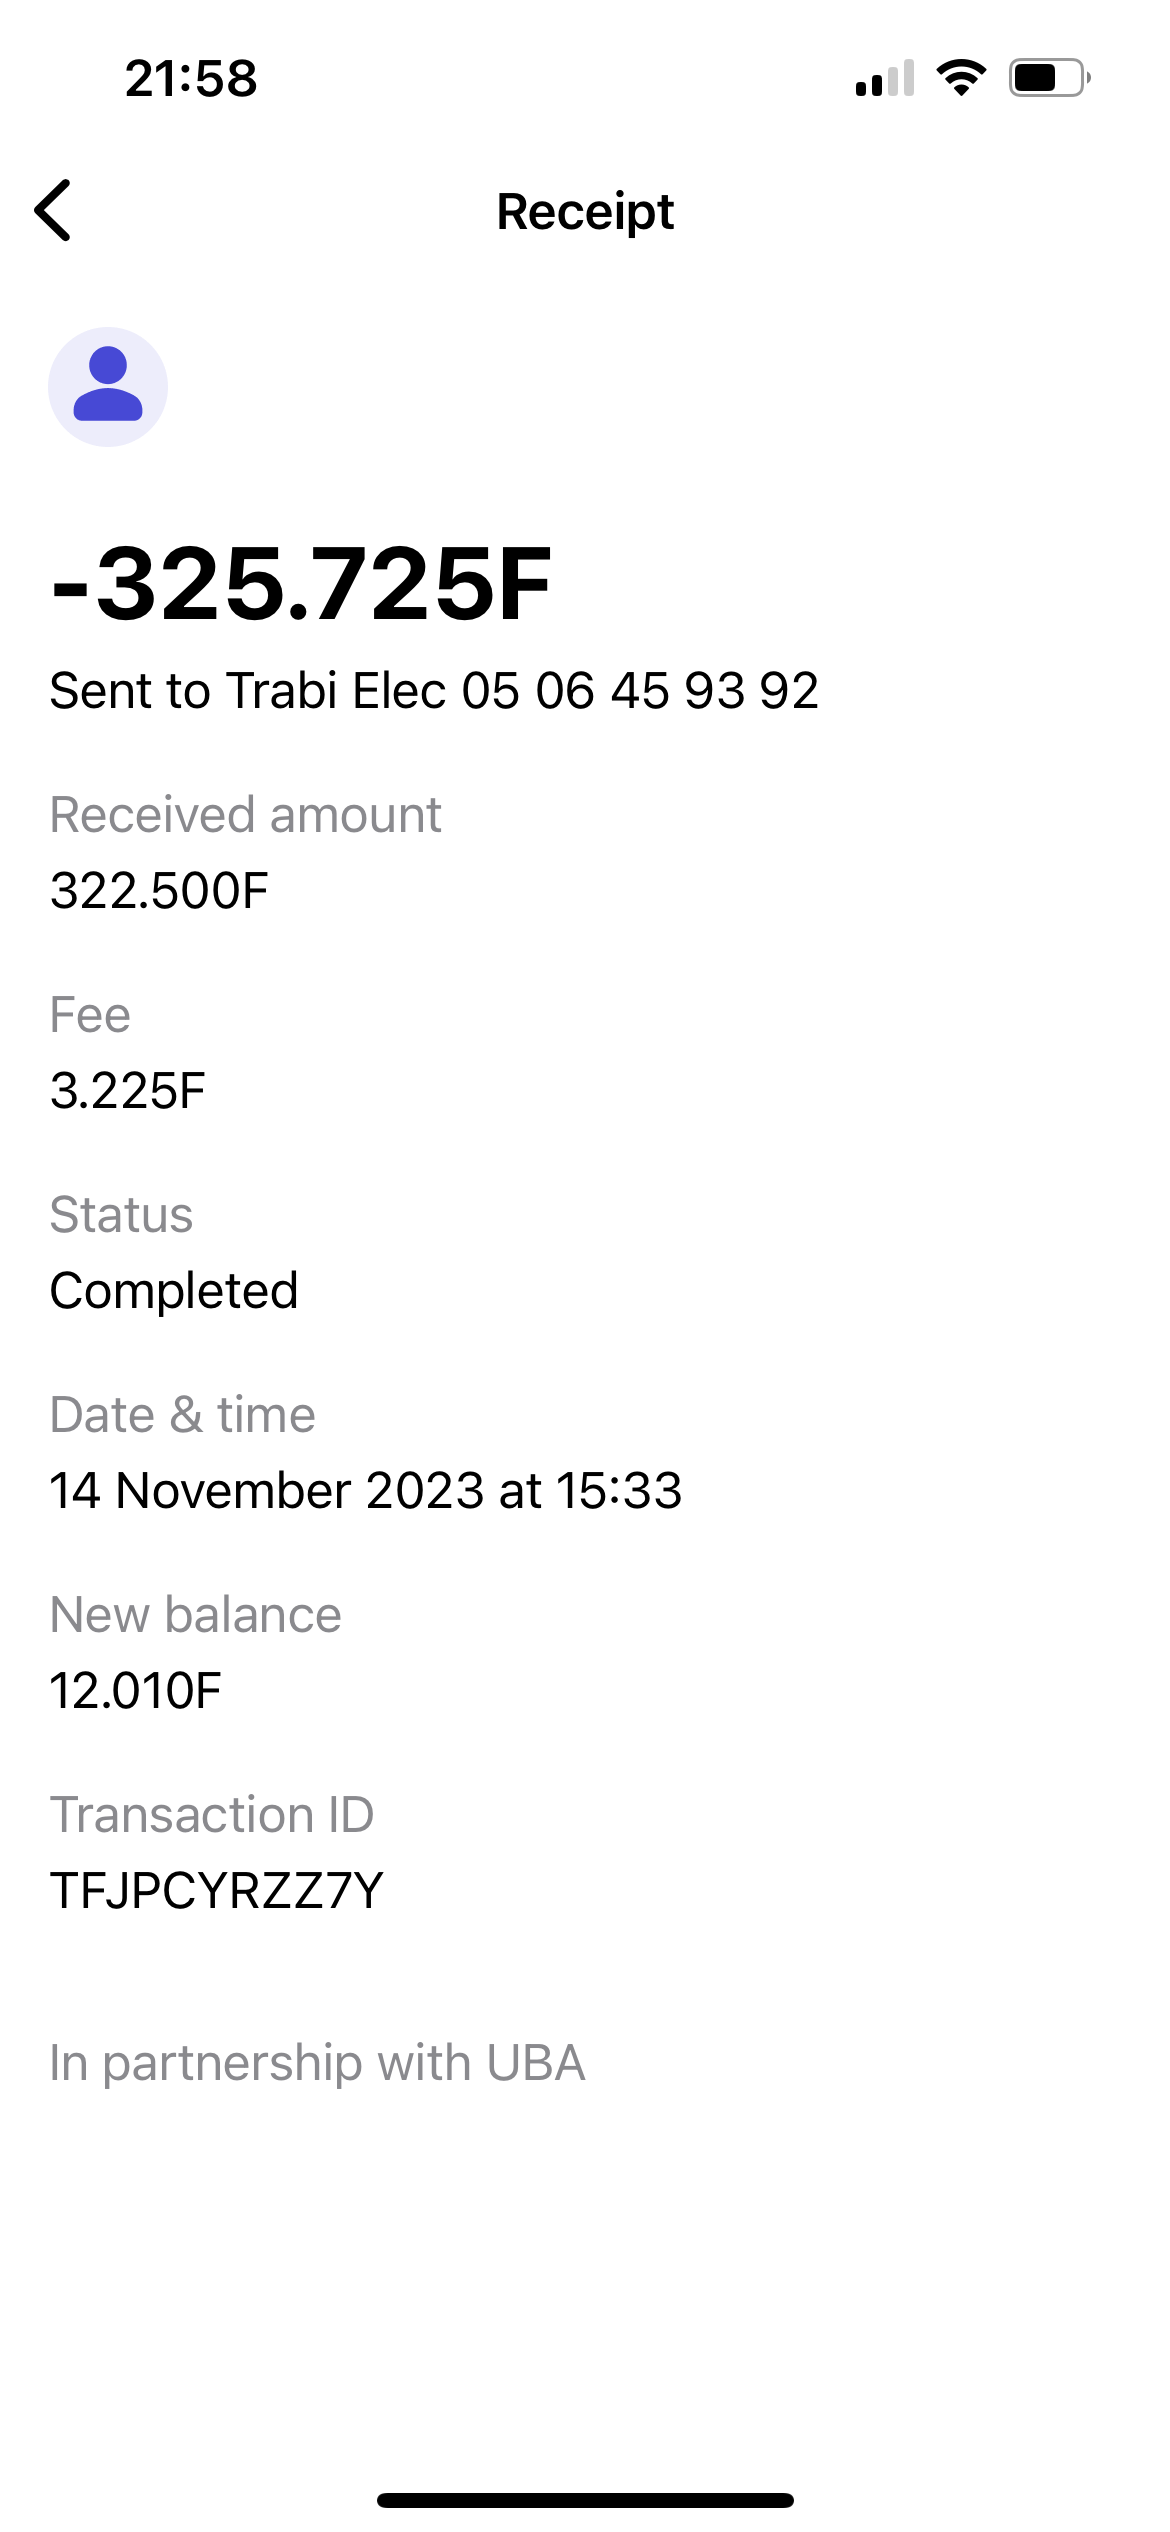 21:58
Receipt
-325.725F
Sent to Trabi Elec 05 06 45 93 92
Received amount
322.500F
Fee
3.225F
Status
Completed
Date & time
14 November 2023 at 15:33
New balance
12.010F
Transaction ID
TFJPCYRZZ7Y
In partnership with UBA